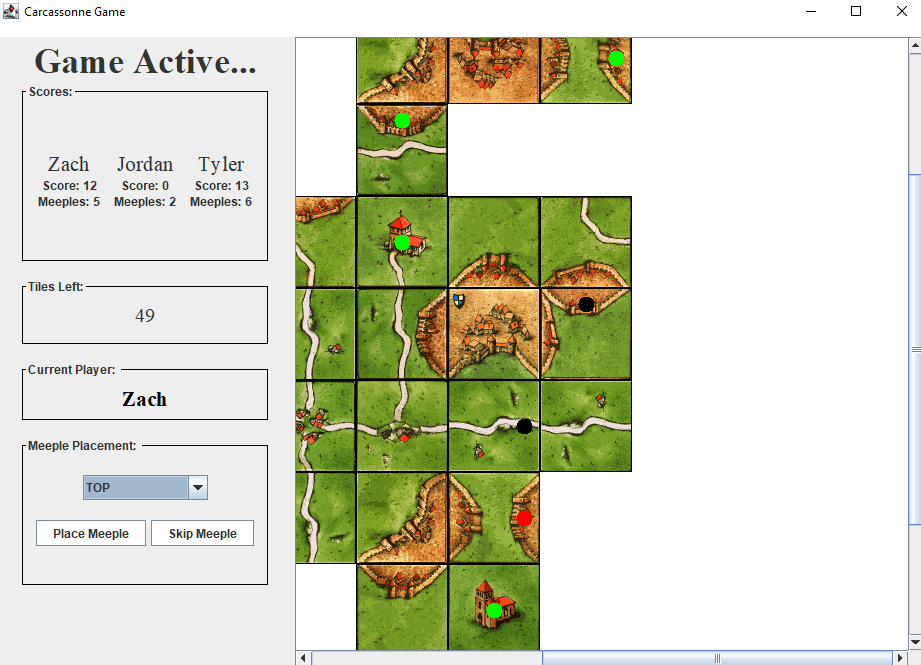 Carcassonne Game
Game Active...
Scores:
Zach Jordan Tyler
Score: 12 Score: 0 Score: 13
Meeples: 5 Meeples: 2 Meeples: 6
Tiles Left:
49
Current Player:
Zach
Meeple Placement:
TOP
Place Meeple Skip Meeple